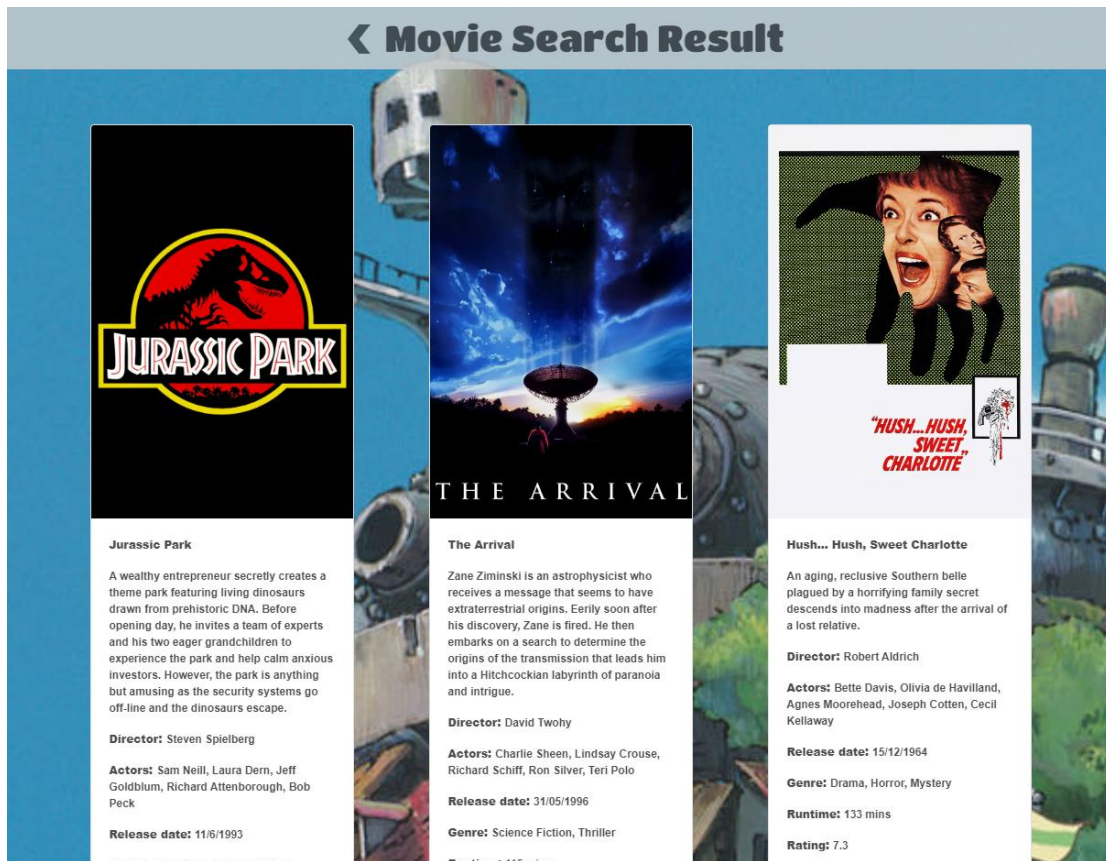 Movie Search Result
JURASSIC PARK
Jurassic Park
A wealthy entrepreneur secretly creates a
theme park featuring living dinosaurs
drawn from prehistoric DNA. Before
opening day, he invites a team of experts
and his two eager grandchildren to
experience the park and help calm anxious
investors. However, the park is anything
but amusing as the security systems go
off-line and the dinosaurs escape.
Director: Steven Spielberg
Actors: Sam Neill, Laura Dern, Jeff
Goldblum, Richard Attenborough, Bob
Peck
Release date: 11/6/1993
THE ARRIVAL
The Arrival
Zane Ziminski is an astrophysicist who
receives a message that seems to have
extraterrestrial origins. Eerily soon after
his discovery, Zane is fired. He then
embarks on a search to determine the
origins of the transmission that leads him
into a Hitchcockian labyrinth of paranoia
and intrigue.
Director: David Twohy
Actors: Charlie Sheen, Lindsay Crouse,
Richard Schiff, Ron Silver, Teri Polo
Release date: 31/05/1996
Genre: Science Fiction, Thriller
"HUSH...HUSH,
SWEET
CHARLOTTE"
Hush... Hush, Sweet Charlotte
An aging, reclusive Southern belle
plagued by a horrifying family secret
descends into madness after the arrival of
a lost relative.
Director: Robert Aldrich
Actors: Bette Davis, Olivia de Havilland,
Agnes Moorehead, Joseph Cotten, Cecil
Kellaway
Release date: 15/12/1964
Genre: Drama, Horror, Mystery
Runtime: 133 mins
Rating: 7.3